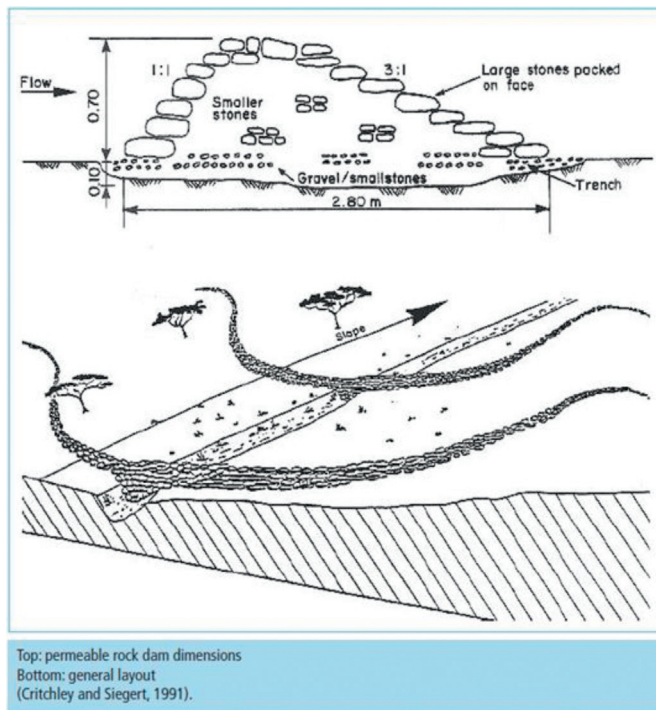 1:1
3:1
Large stones packed
on face
Flow
0.70
Smaller
stones
Gravel/smallstones
Trench
0.10
2.80 m
Slope
Top: permeable rock dam dimensions
Bottom: general layout
(Critchley and Siegert, 1991).